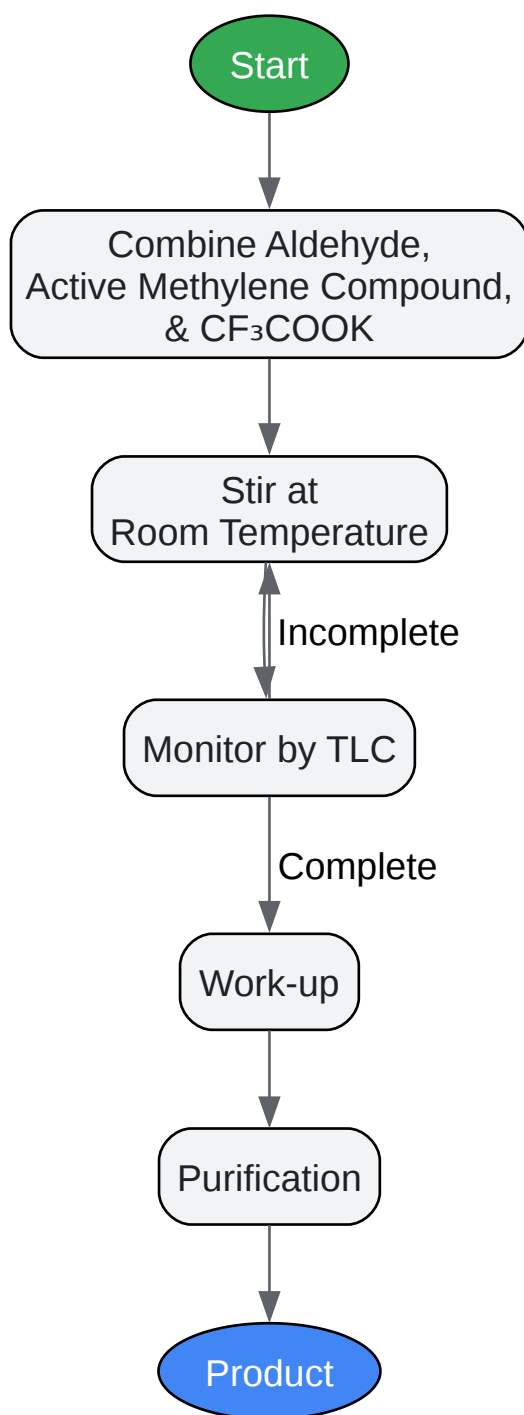 Start
Combine Aldehyde,
Active Methylene Compound,
& CF₃COOK
Stir at
Room Temperature
Incomplete
Monitor by TLC
Complete
Work-up
Purification
Product